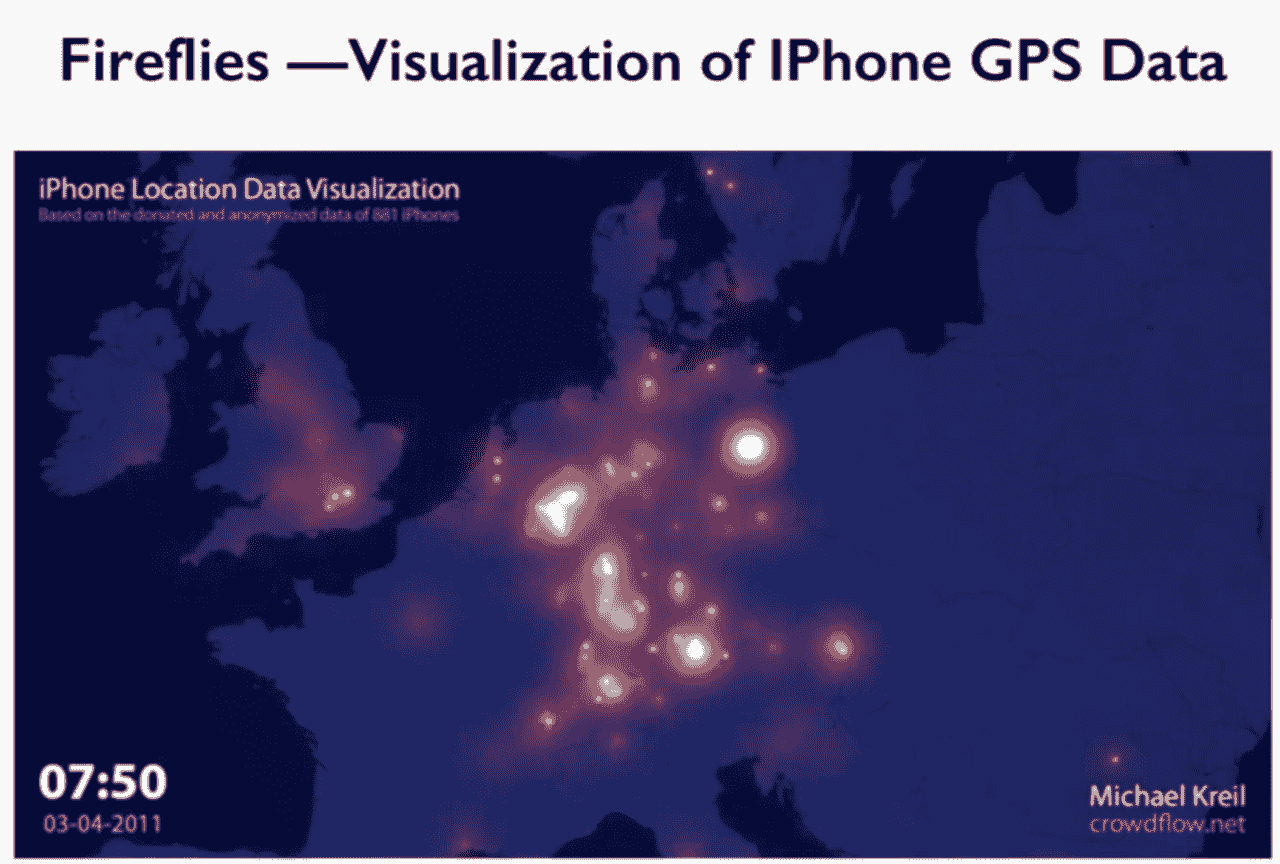 Fireflies —Visualization of IPhone GPS Data
iPhone Location Data Visualization
Based on the donated and anonymized data of 881 iPhones
07:50
03-04-2011
Michael Kreil
crowdflow.net